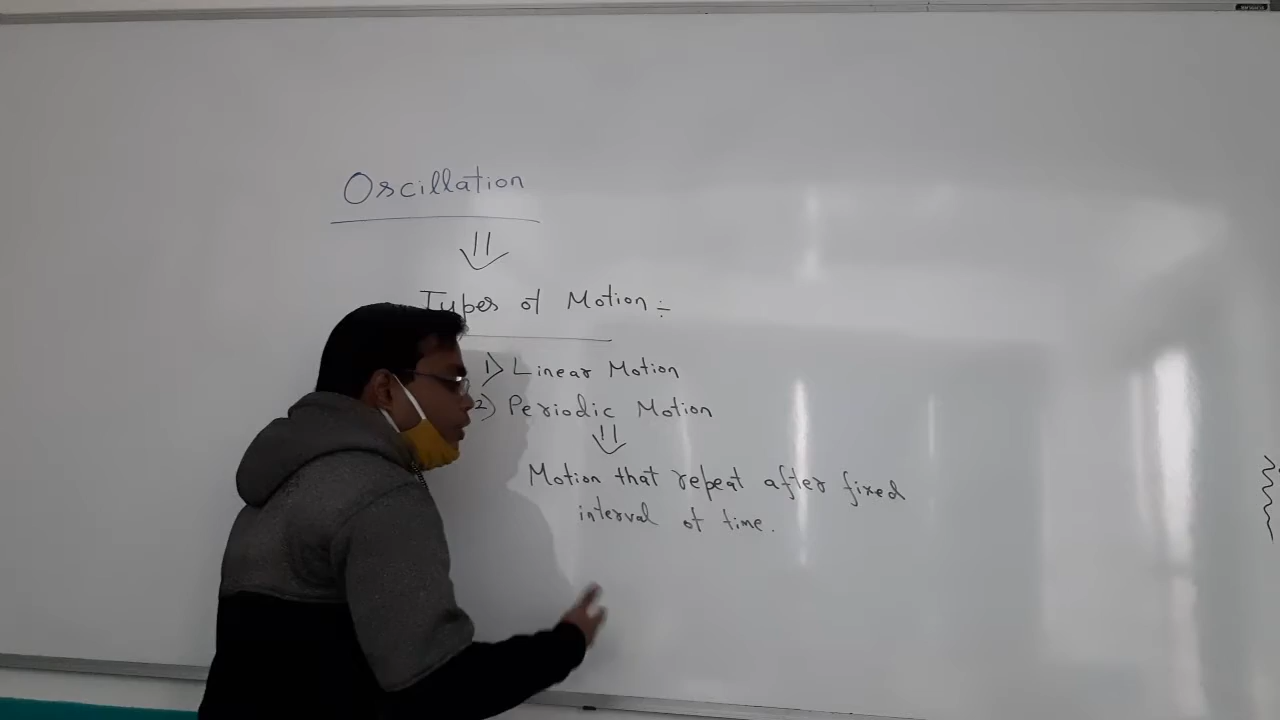 Oscillation
Types of Motion:
1) Linear Motion
2) Periodic Motion
Motion that repeat after fixed
interval of time.